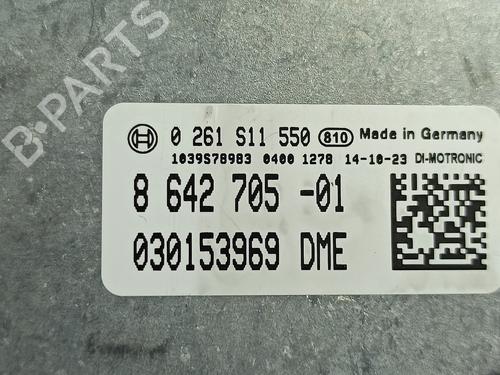 B-PARTS
BOSCH 0 261 S11 550 810 Made in Germany
1039S78983 0400 1278 14-10-23 DI-MOTRONIC
8 642 705 -01
030153969 DME